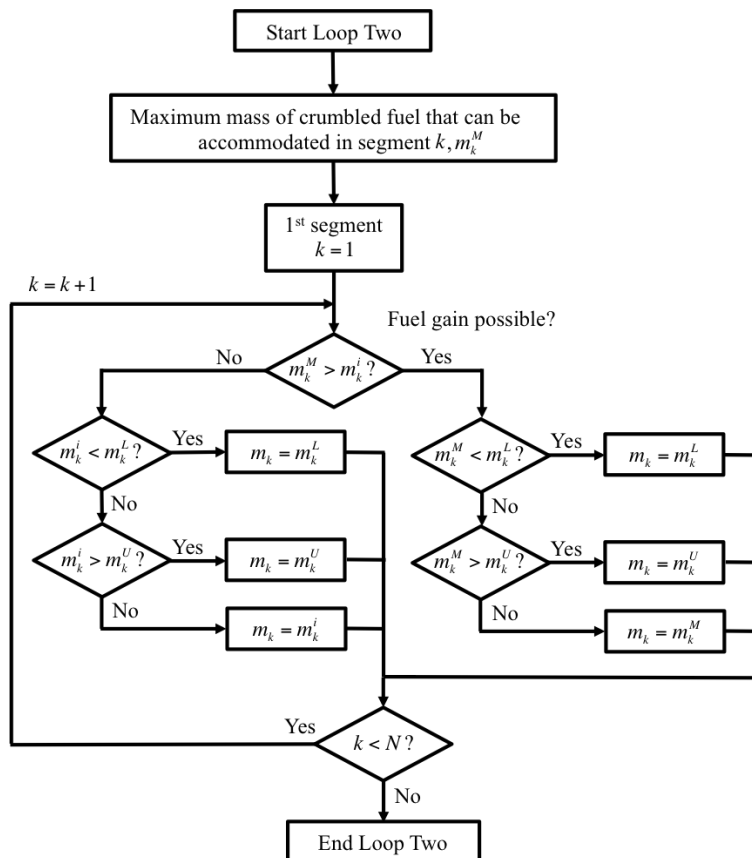 Start Loop Two
Maximum mass of crumbled fuel that can be
accommodated in segment k, m_k^M
1st segment
k = 1
k = k+1
Fuel gain possible?
No
m_k^M > m_k^i ?
Yes
m_k^i < m_k^L ?
Yes
m_k = m_k^L
m_k^M < m_k^L ?
Yes
m_k = m_k^L
No
No
m_k^i > m_k^U ?
Yes
m_k = m_k^U
m_k^M > m_k^U ?
Yes
m_k = m_k^U
No
m_k = m_k^i
No
m_k = m_k^M
Yes
k < N ?
No
End Loop Two